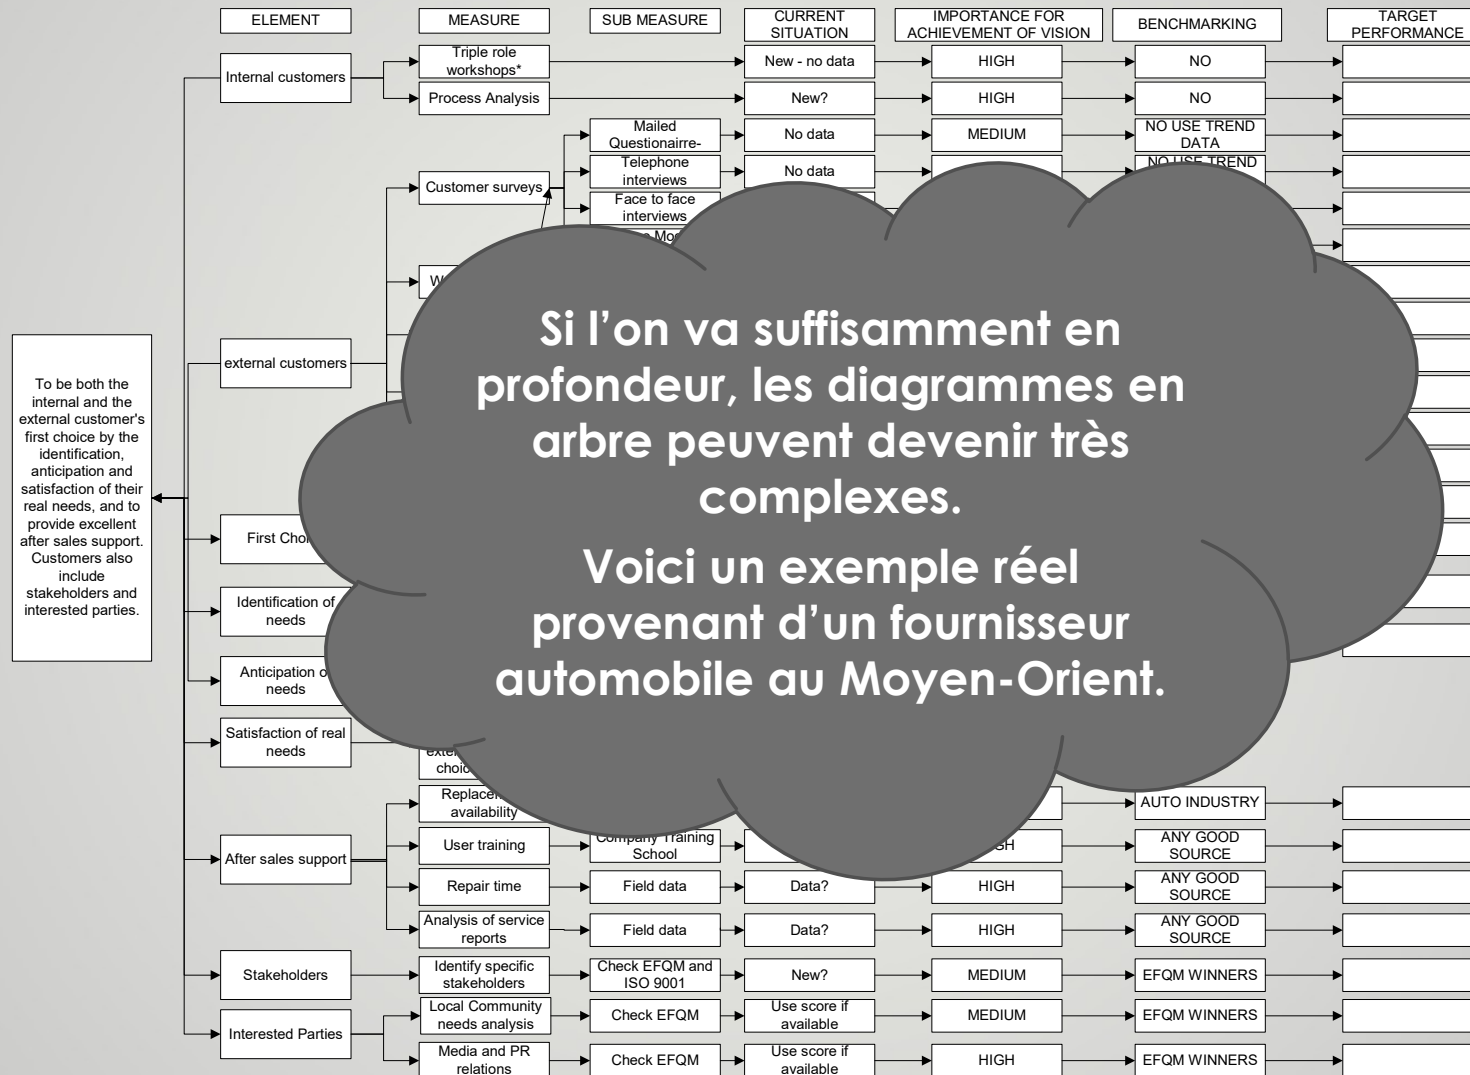 ELEMENT
MEASURE
SUB MEASURE
CURRENT
SITUATION
IMPORTANCE FOR
ACHIEVEMENT OF VISION
BENCHMARKING
TARGET
PERFORMANCE
Internal customers
Triple role
workshops*
New - no data
HIGH
NO
Process Analysis
New?
HIGH
NO
Mailed
Questionairre-
No data
MEDIUM
NO USE TREND
DATA
Customer surveys
Telephone
interviews
No data
NO USE TREND
Face to face
interviews
external customers
To be both the
internal and the
external customer's
first choice by the
identification,
anticipation and
satisfaction of their
real needs, and to
provide excellent
after sales support.
Customers also
include
stakeholders and
interested parties.
Si l’on va suffisamment en
profondeur, les diagrammes en
arbre peuvent devenir très
complexes.
Voici un exemple réel
provenant d’un fournisseur
automobile au Moyen-Orient.
First
Identification of
needs
Anticipation
needs
Satisfaction of real
needs
availability
AUTO INDUSTRY
After sales support
User training
Company Training
School
ANY GOOD
SOURCE
Repair time
Field data
Data?
HIGH
ANY GOOD
SOURCE
Analysis of service
reports
Field data
Data?
HIGH
ANY GOOD
SOURCE
Stakeholders
Identify specific
stakeholders
Check EFQM and
ISO 9001
New?
MEDIUM
EFQM WINNERS
Interested Parties
Local Community
needs analysis
Check EFQM
Use score if
available
MEDIUM
EFQM WINNERS
Media and PR
relations
Check EFQM
Use score if
available
HIGH
EFQM WINNERS